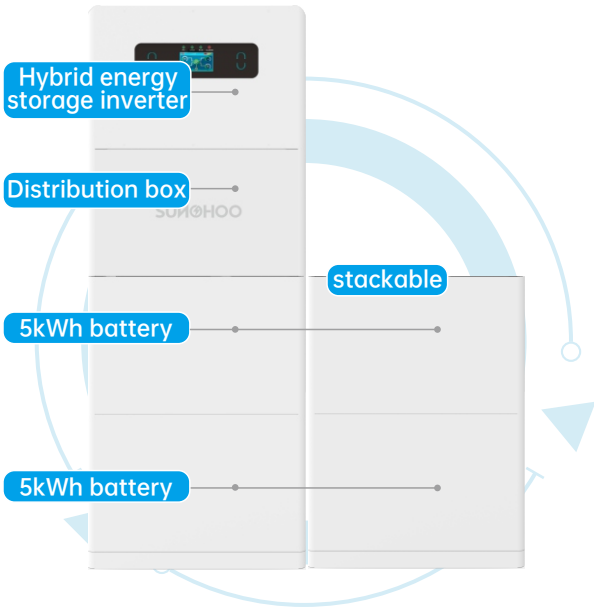 Hybrid energy
storage inverter
Distribution box
SUNOHOO
stackable
5kWh battery
5kWh battery